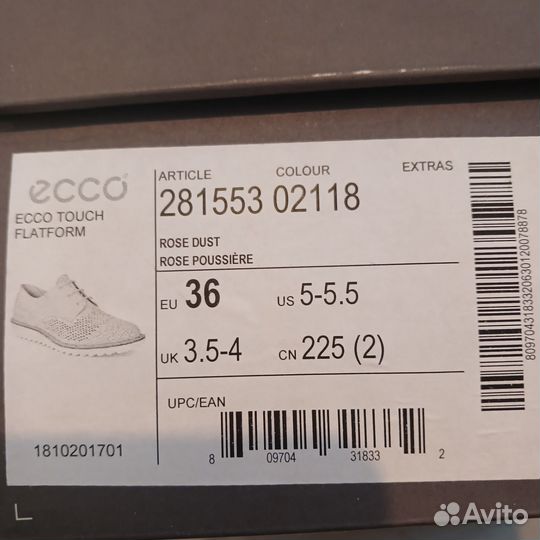 ecco
ECCO TOUCH
FLATFORM
1810201701
ARTICLE COLOUR EXTRAS
281553 02118
ROSE DUST
ROSE POUSSIÈRE
EU 36 US 5-5.5
UK 3.5-4 CN 225 (2)
UPC/EAN
8 09704 31833 2
8097043183320630120078878
Avito